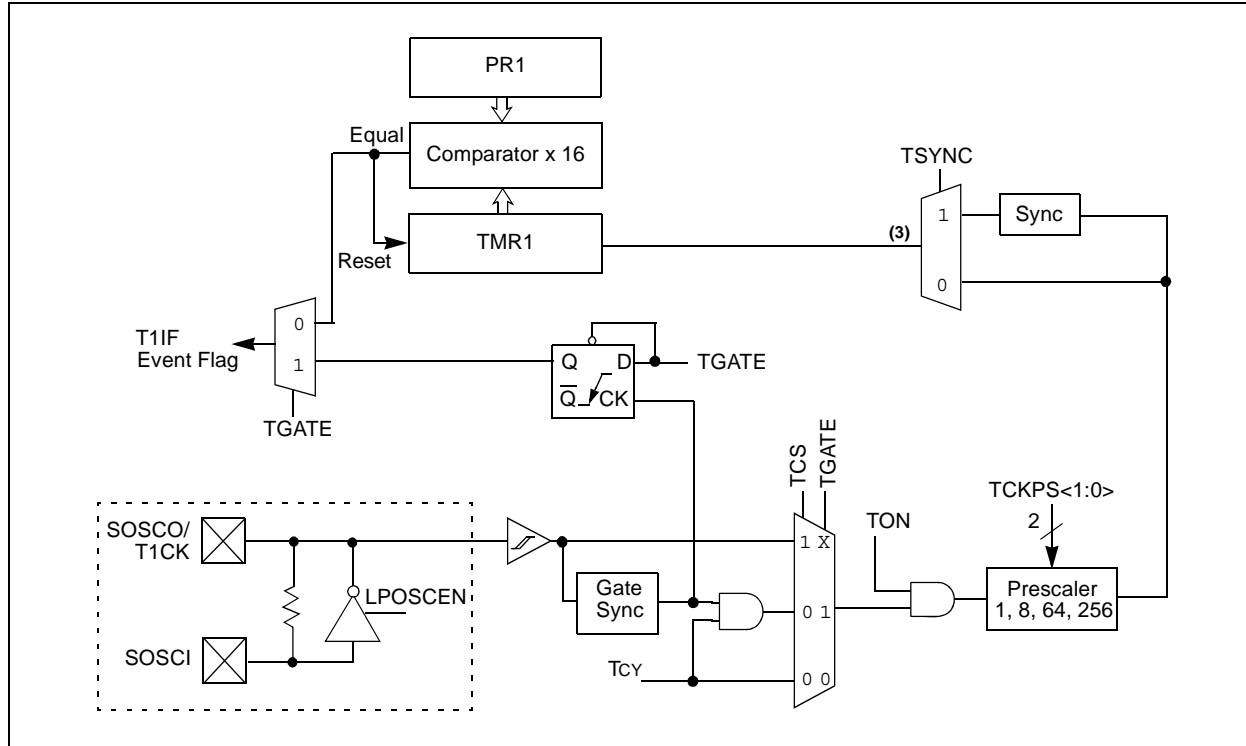 PR1
Equal
Comparator x 16
TSYNC
1
Sync
(3)
TMR1
Reset
0
0
T1IF
Event Flag
1
Q
D
TGATE
Q
CK
TGATE
TCS
TGATE
TCKPS<1:0>
2
TON
SOSCO/
T1CK
1 X
LPOSCEN
Gate
Sync
Prescaler
1, 8, 64, 256
0 1
SOSCI
TCY
0 0